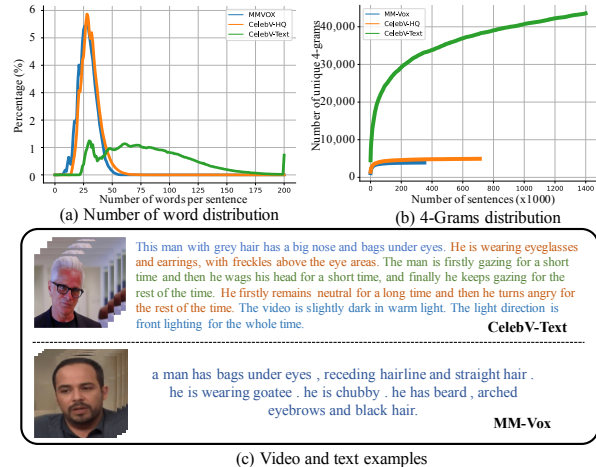 Percentage (%)
6
5
4
4
2
1
0
MMVOX
CelebV-HQ
CelebV-Text
0 25 50 75 100 125 150 175 200
Number of words per sentence
(a) Number of word distribution
Number of unique 4-grams
40,000
30,000
20,000
10,000
0
MM-Vox
CelebV-HQ
CelebV-Text
0 200 400 600 800 1000 1200 1400
Number of sentences (x1000)
(b) 4-Grams distribution
This man with grey hair has a big nose and bags under eyes. He is wearing eyeglasses
and earrings, with freckles above the eye areas. The man is firstly gazing for a short
time and then he wags his head for a short time, and finally he keeps gazing for the
rest of the time. He firstly remains neutral for a long time and then he turns angry for
the rest of the time. The video is slightly dark in warm light. The light direction is
front lighting for the whole time.
CelebV-Text
a man has bags under eyes , receding hairline and straight hair .
he is wearing goatee . he is chubby . he has beard , arched
eyebrows and black hair.
MM-Vox
(c) Video and text examples